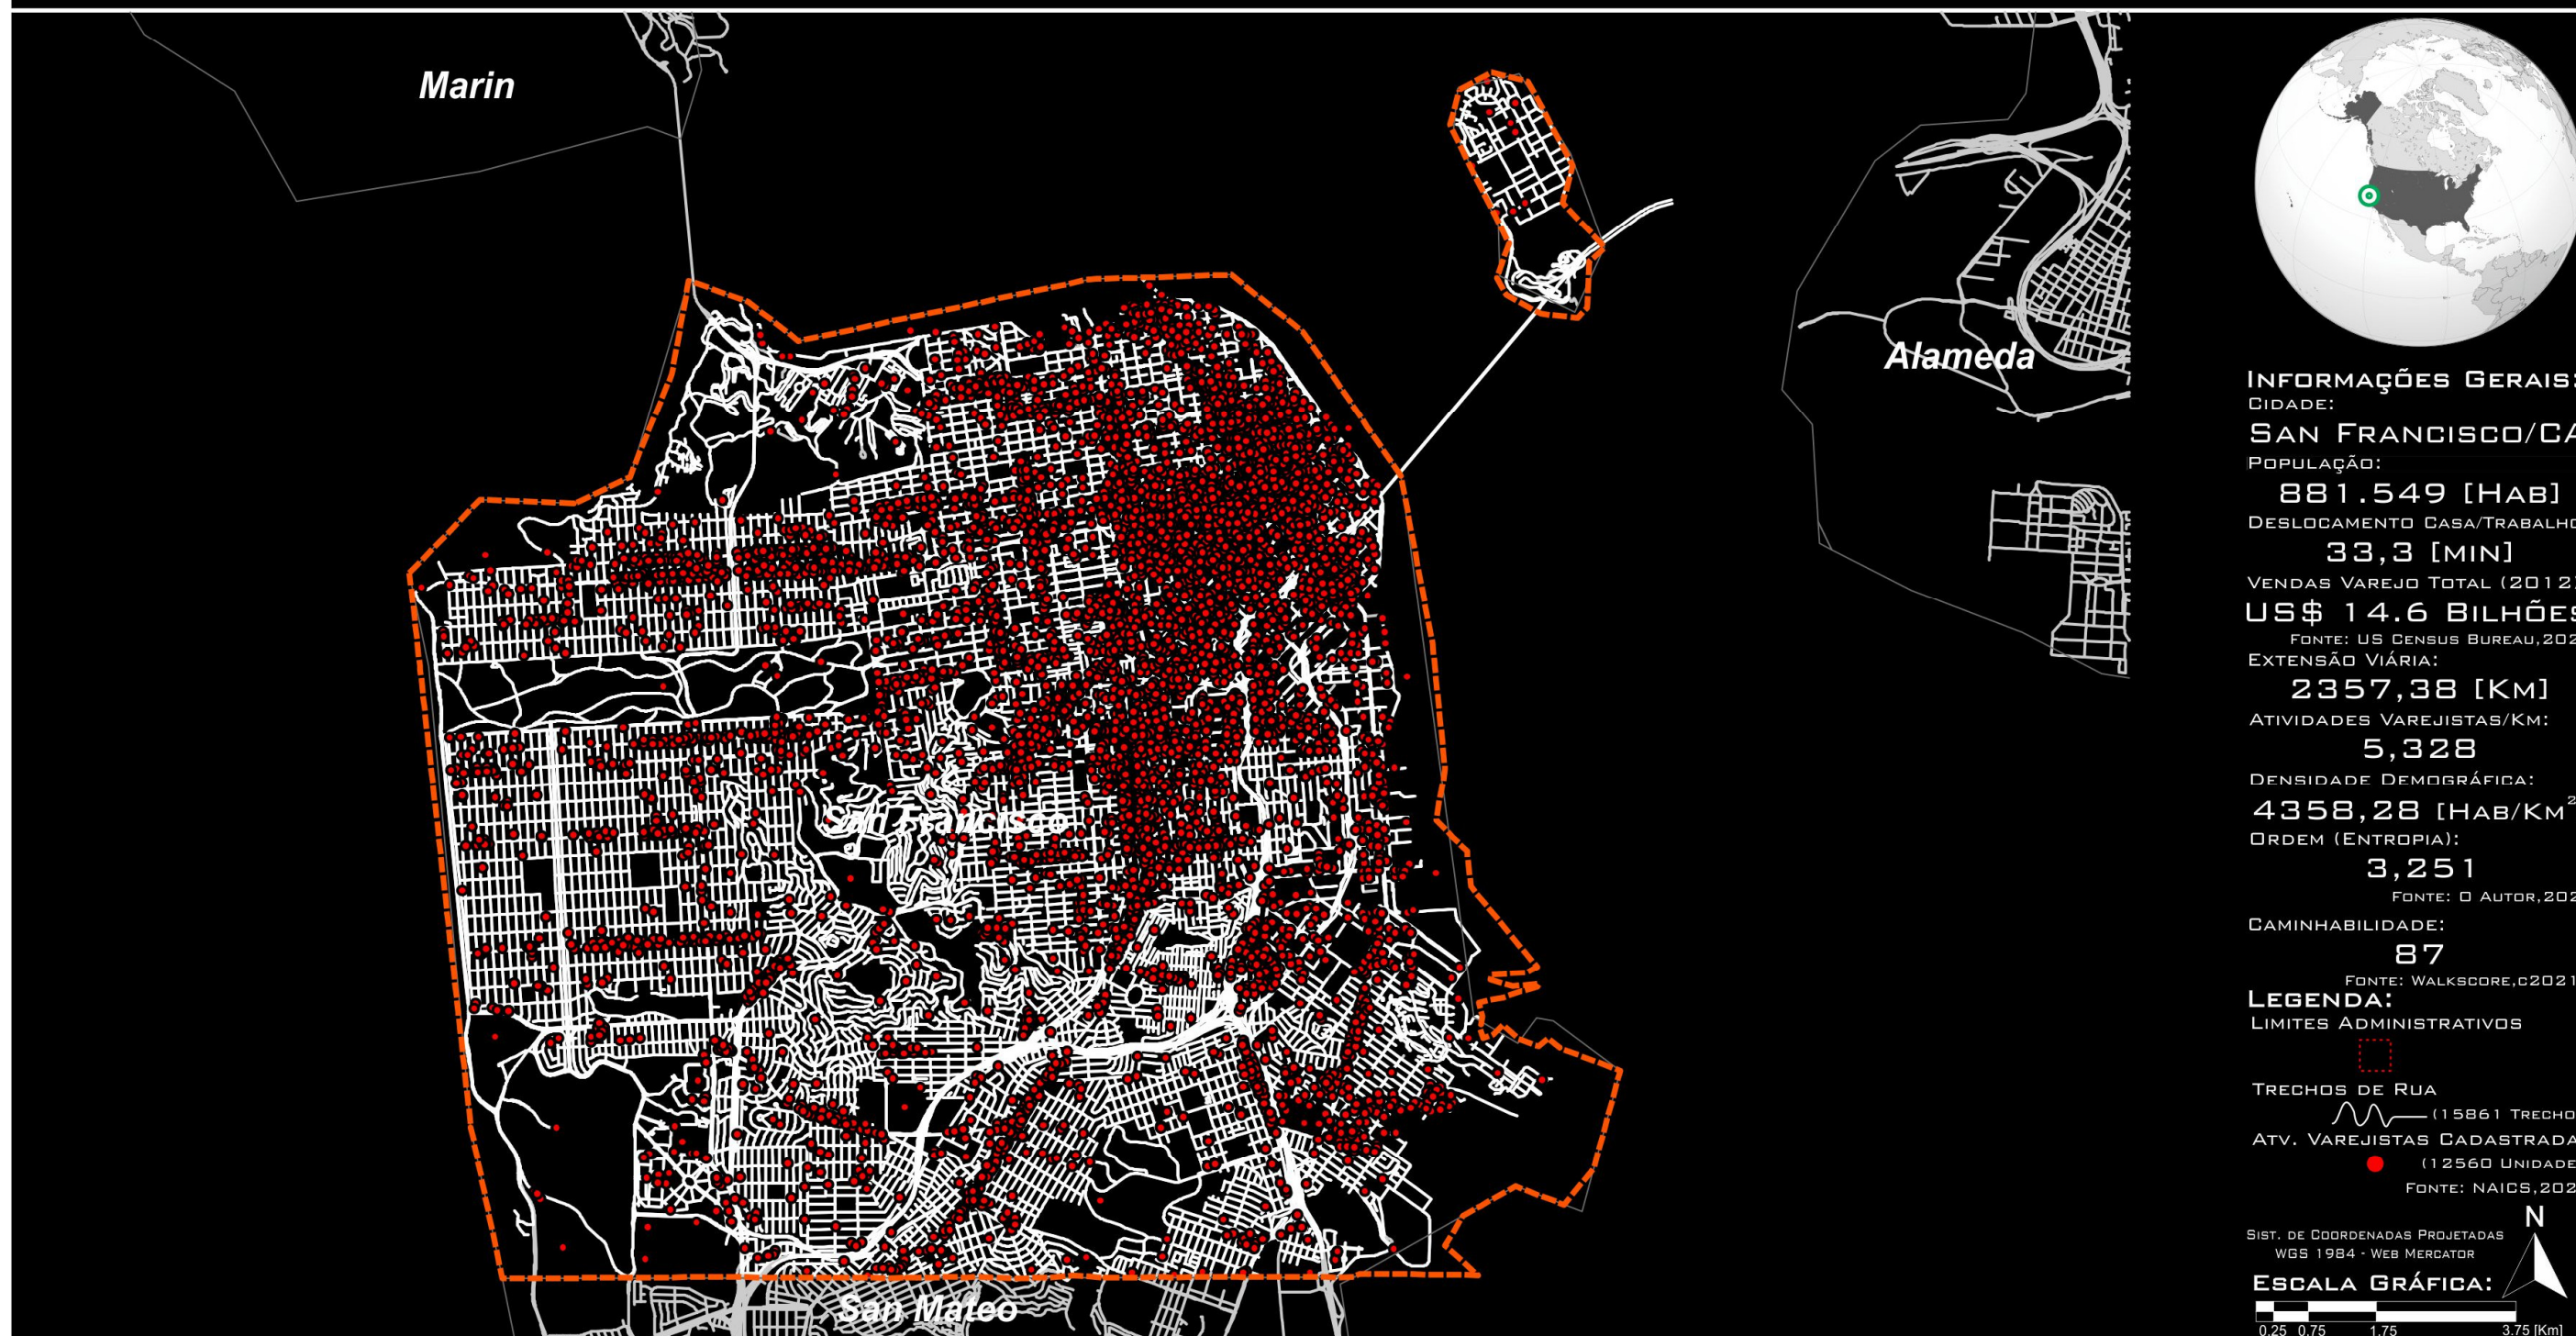 Marin
Alameda
San Francisco
San Mateo
INFORMAÇÕES GERAIS:
CIDADE:
SAN FRANCISCO/CA
POPULAÇÃO:
881.549 [HAB]
DESLOCAMENTO CASA/TRABALHO
33,3 [MIN]
VENDAS VAREJO TOTAL (2012)
US$ 14.6 BILHÕES
FONTE: US CENSUS BUREAU,202
EXTENSÃO VIÁRIA:
2357,38 [KM]
ATIVIDADES VAREJISTAS/KM:
5,328
DENSIDADE DEMOGRÁFICA:
4358,28 [HAB/KM²
ORDEM (ENTROPIA):
3,251
FONTE: O AUTOR,202
CAMINHABILIDADE:
87
FONTE: WALKSCORE,C2021
LEGENDA:
LIMITES ADMINISTRATIVOS
TRECHOS DE RUA
(15861 TRECHO
ATV. VAREJISTAS CADASTRADA
(12560 UNIDADE
FONTE: NAICS,202
N
SIST. DE COORDENADAS PROJETADAS
WGS 1984 - WEB MERCATOR
ESCALA GRÁFICA:
0.25 0.75 1.75 3.75 [Km]